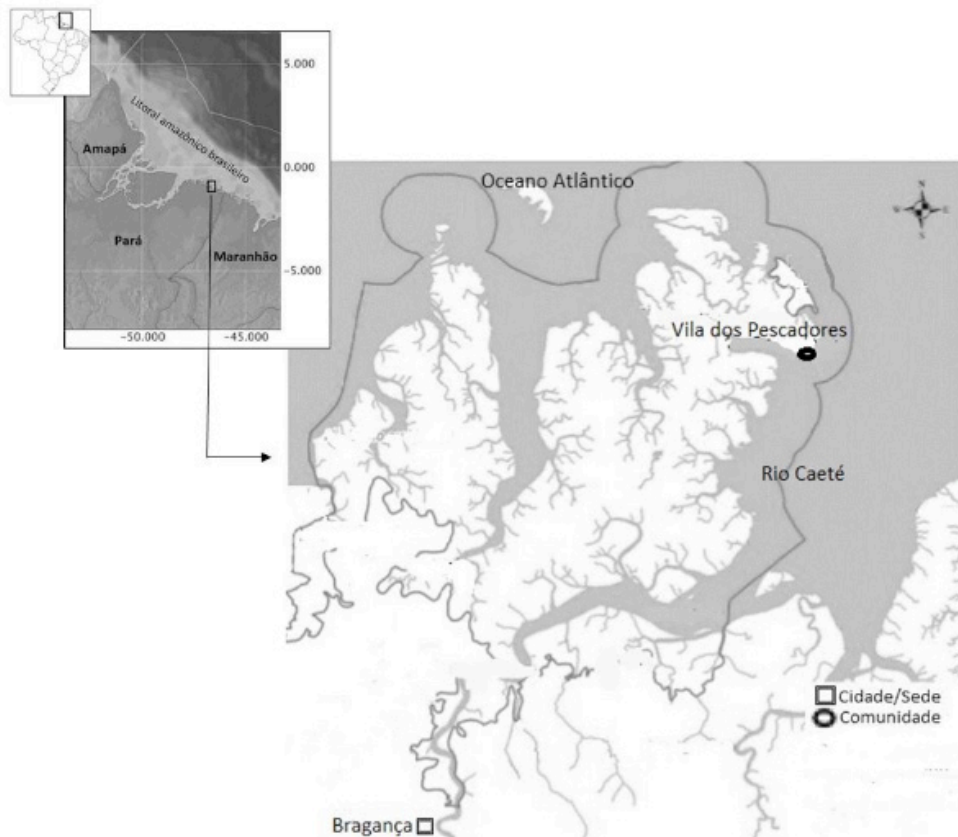 5.000
Litoral amazônico brasileiro
Amapá
0.000
Pará
Maranhão
-5.000
-50.000
-45.000
Oceano Atlântico
N
W
E
S
Vila dos Pescadores
Rio Caeté
Cidade/Sede
Comunidade
Bragança